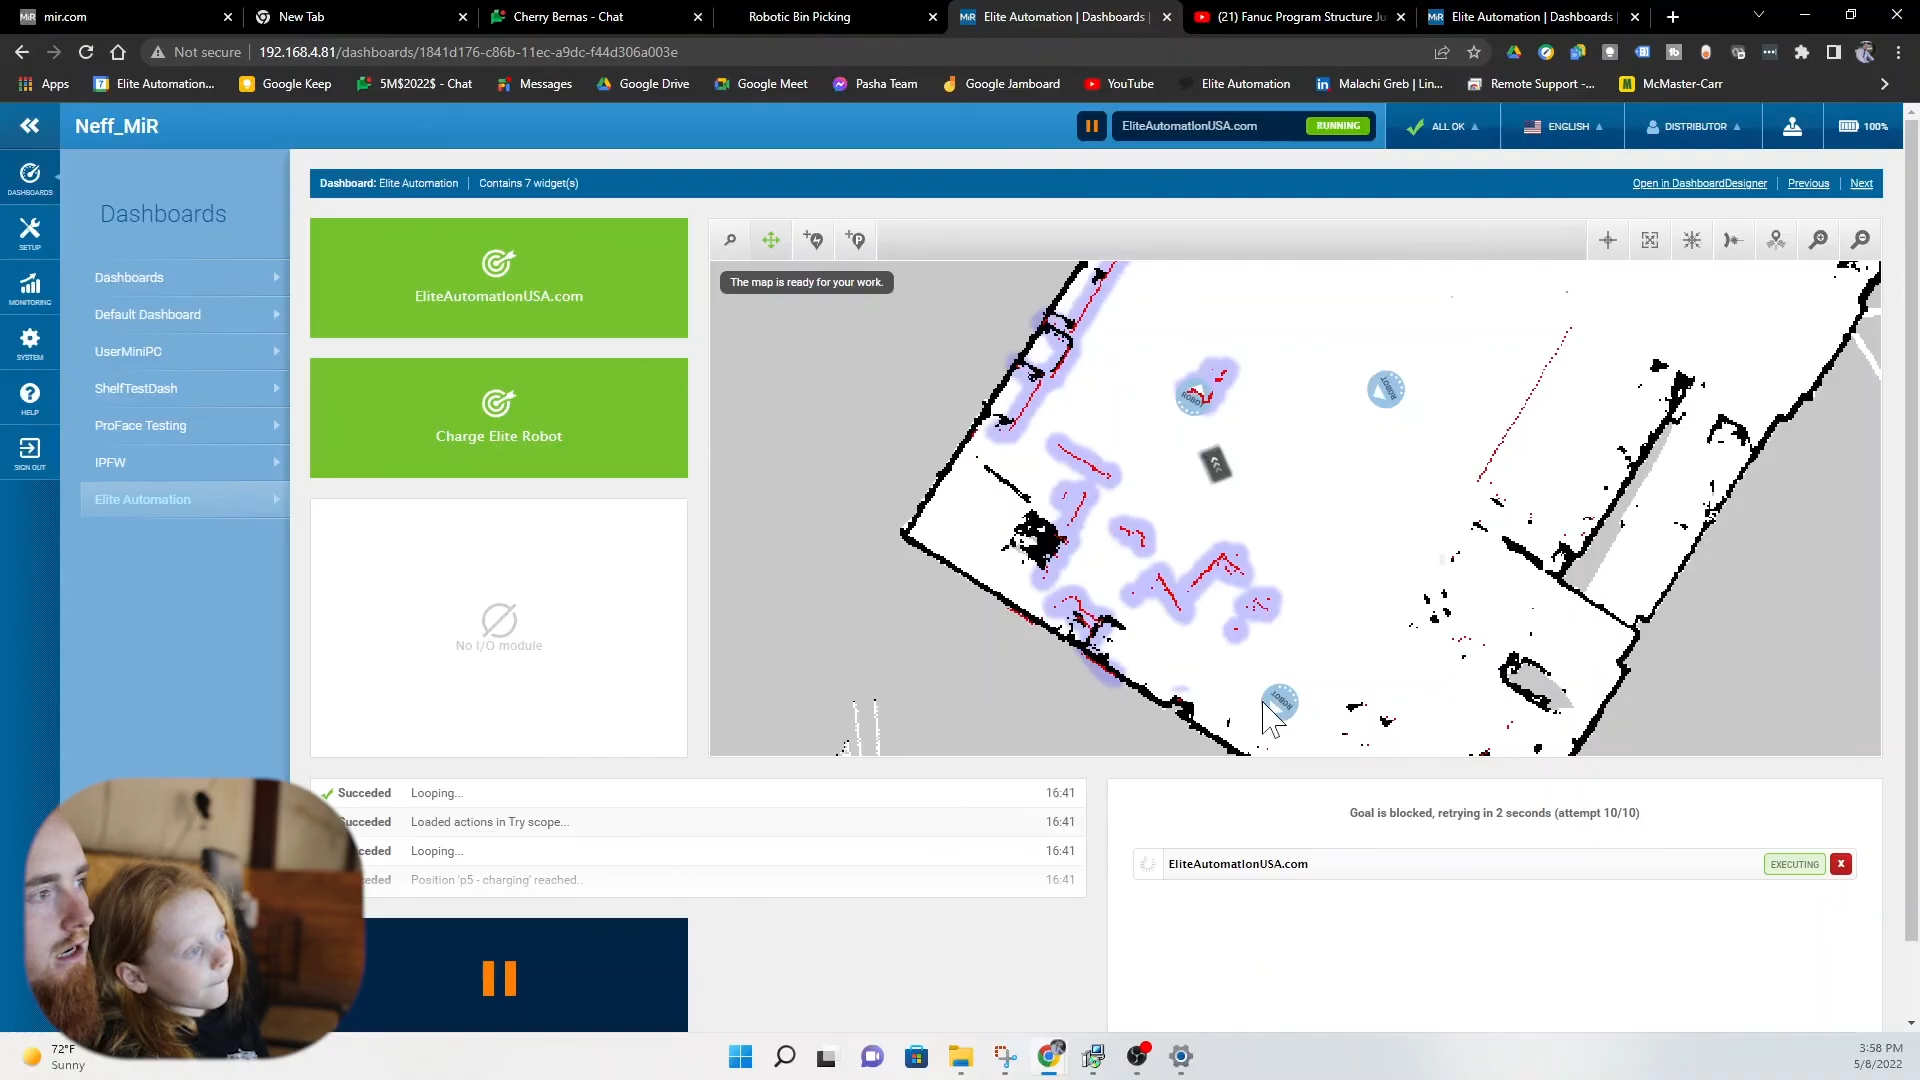 mir.com
New Tab
Cherry Bernas - Chat
Robotic Bin Picking
MiR Elite Automation | Dashboards |
(21) Fanuc Program Structure Ju
MiR Elite Automation | Dashboards
Not secure
192.168.4.81/dashboards/1841d176-c86b-11ec-a9dc-f44d306a003e
Apps
Elite Automation...
Google Keep
5M$2022$ - Chat
Messages
Google Drive
Google Meet
Pasha Team
Google Jamboard
YouTube
Elite Automation
Malachi Greb | Lin...
Remote Support -...
McMaster-Carr
Neff_MiR
EliteAutomatIonUSA.com
RUNNING
ALL OK
ENGLISH
DISTRIBUTOR
100%
DASHBOARDS
SETUP
MONITORING
SYSTEM
HELP
SIGN OUT
Dashboards
Dashboards
Default Dashboard
UserMiniPC
ShelfTestDash
ProFace Testing
IPFW
Elite Automation
Dashboard: Elite Automation
Contains 7 widget(s)
Open in DashboardDesigner
Previous
Next
EliteAutomatIonUSA.com
Charge Elite Robot
No I/O module
The map is ready for your work.
ROBOT
ROBOT
ROBOT
Looping...
16:41
Loaded actions in Try scope...
16:41
Looping...
16:41
Position 'p5 - charging' reached..
16:41
Succeded
Goal is blocked, retrying in 2 seconds (attempt 10/10)
EliteAutomatIonUSA.com
EXECUTING
X
72°F
Sunny
3:58 PM
5/8/2022